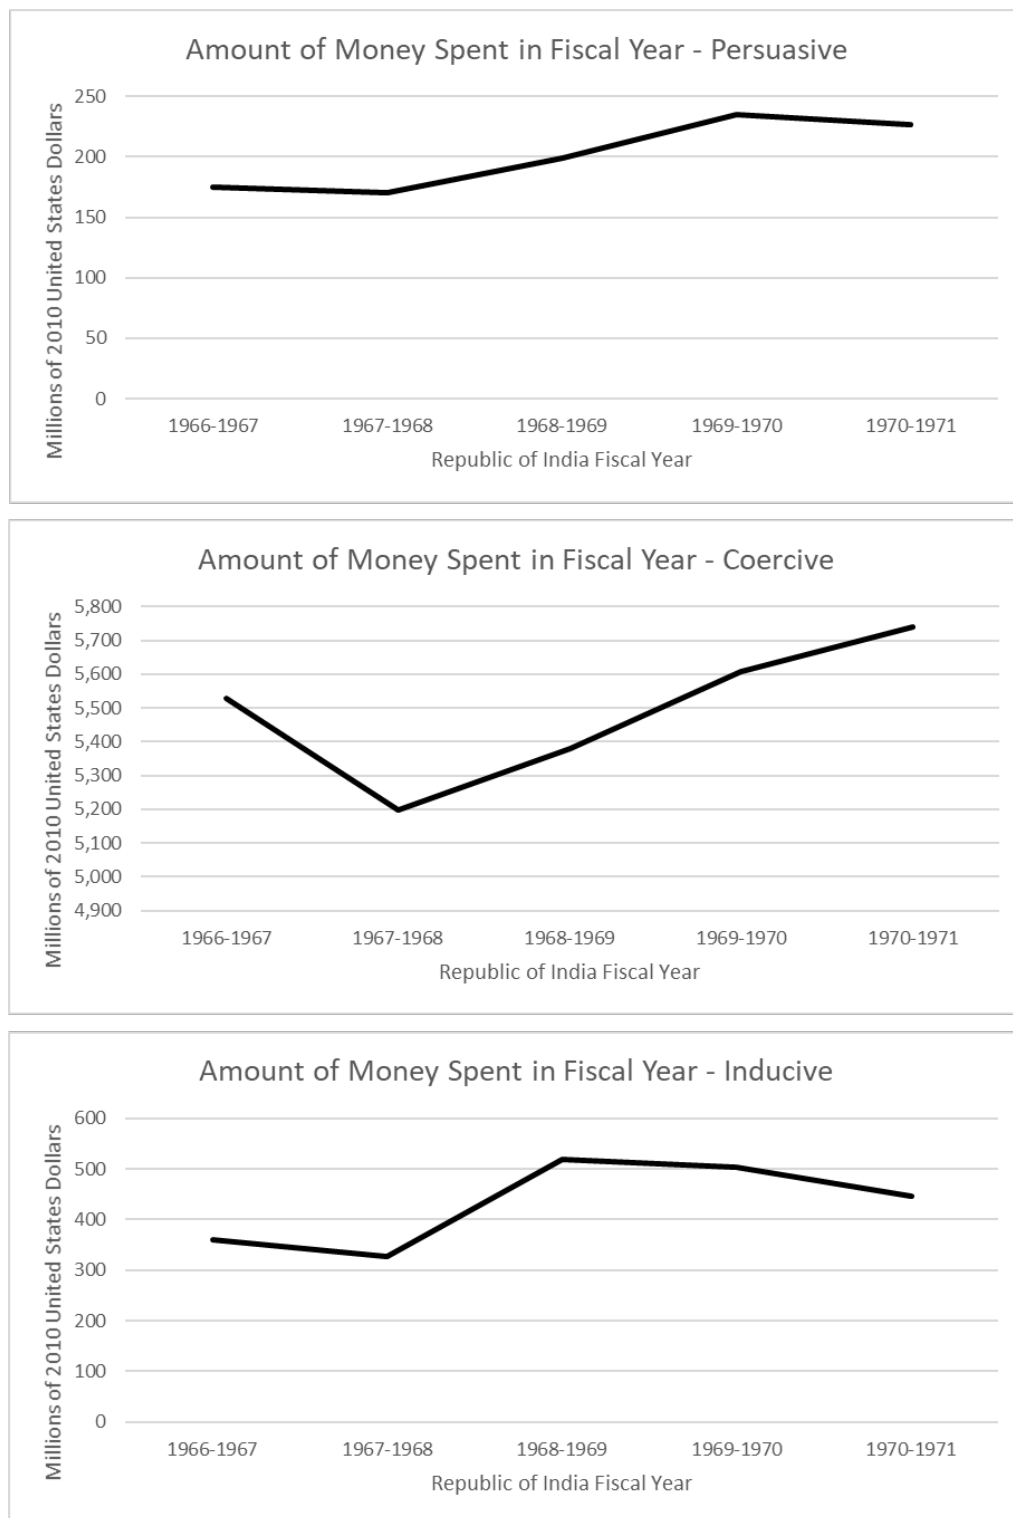 Amount of Money Spent in Fiscal Year - Persuasive
Millions of 2010 United States Dollars
250
200
150
100
50
0
1966-1967 1967-1968 1968-1969 1969-1970 1970-1971
Republic of India Fiscal Year
Amount of Money Spent in Fiscal Year - Coercive
Millions of 2010 United States Dollars
5,800
5,700
5,600
5,500
5,400
5,300
5,200
5,100
5,000
4,900
1966-1967 1967-1968 1968-1969 1969-1970 1970-1971
Republic of India Fiscal Year
Amount of Money Spent in Fiscal Year - Inducive
Millions of 2010 United States Dollars
600
500
400
300
200
100
0
1966-1967 1967-1968 1968-1969 1969-1970 1970-1971
Republic of India Fiscal Year